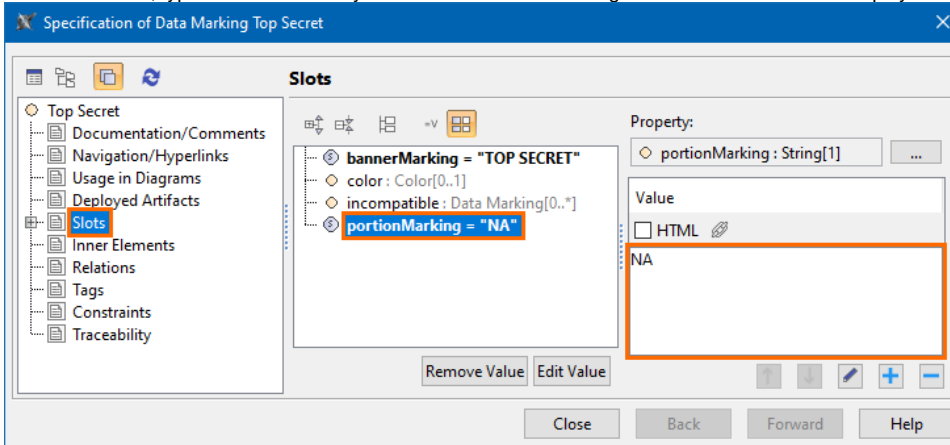 Specification of Data Marking Top Secret
Slots
Top Secret
Documentation/Comments
Navigation/Hyperlinks
Usage in Diagrams
Deployed Artifacts
Slots
Inner Elements
Relations
Tags
Constraints
Traceability
bannerMarking = "TOP SECRET"
color : Color[0..1]
incompatible : Data Marking[0..*]
portionMarking = "NA"
Remove Value
Edit Value
Property:
portionMarking : String[1]
...
Value
HTML
NA
Close
Back
Forward
Help